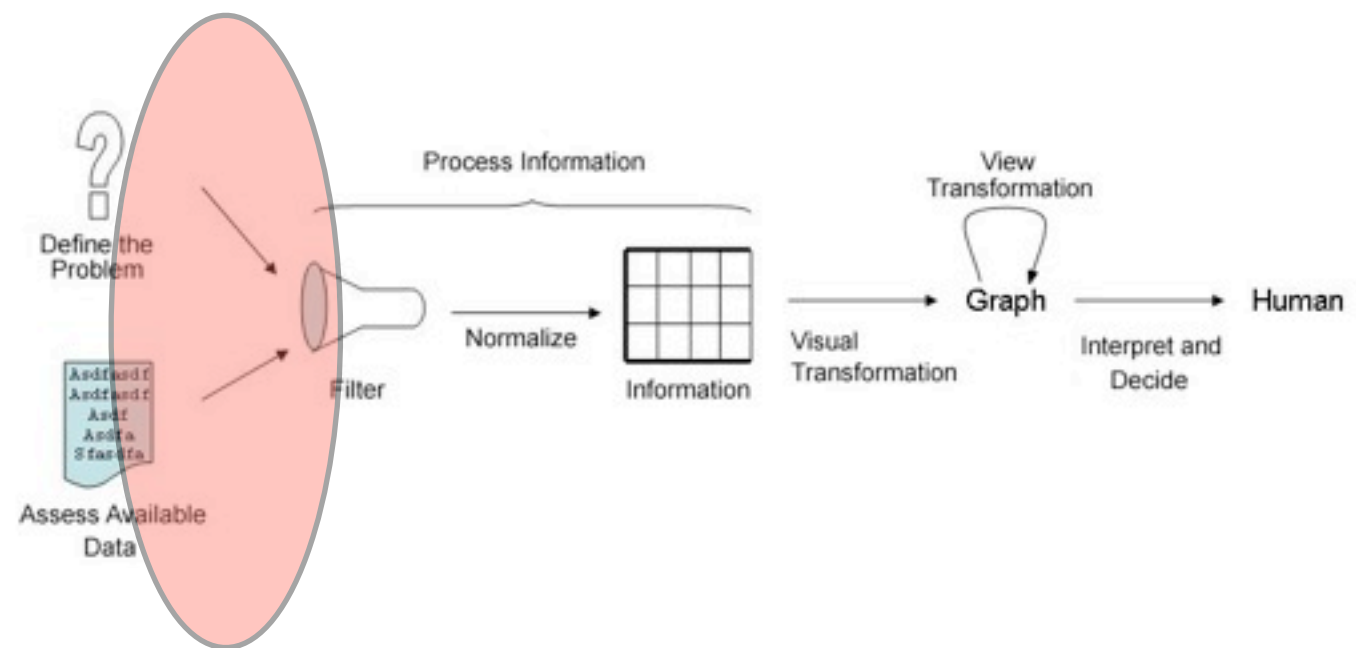 Define the
Problem
Asdfasdf
Asdfasdf
Asdf
Asdfa
Sfasdfa
Assess Available
Data
Process Information
Filter
Normalize
Information
Visual
Transformation
View
Transformation
Graph
Interpret and
Decide
Human